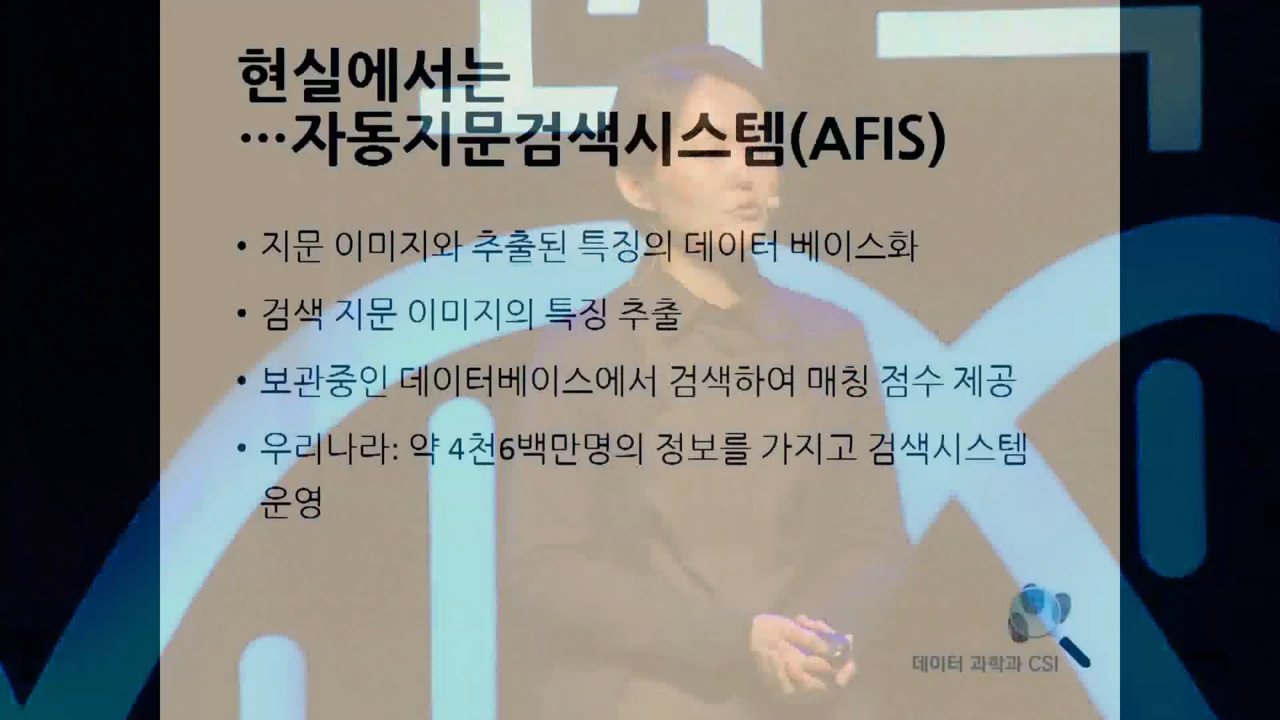 현실에서는
…자동지문검색시스템(AFIS)
• 지문 이미지와 추출된 특징의 데이터 베이스화
• 검색 지문 이미지의 특징 추출
• 보관중인 데이터베이스에서 검색하여 매칭 점수 제공
• 우리나라: 약 4천6백만명의 정보를 가지고 검색시스템
운영
데이터 과학과 CSI